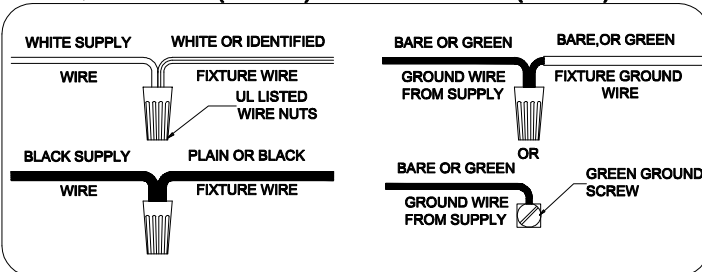 WHITE SUPPLY
WIRE
WHITE OR IDENTIFIED
FIXTURE WIRE
UL LISTED
WIRE NUTS
BLACK SUPPLY
WIRE
PLAIN OR BLACK
FIXTURE WIRE
BARE OR GREEN
GROUND WIRE
FROM SUPPLY
BARE,OR GREEN
FIXTURE GROUND
WIRE
OR
BARE OR GREEN
GROUND WIRE
FROM SUPPLY
GREEN GROUND
SCREW